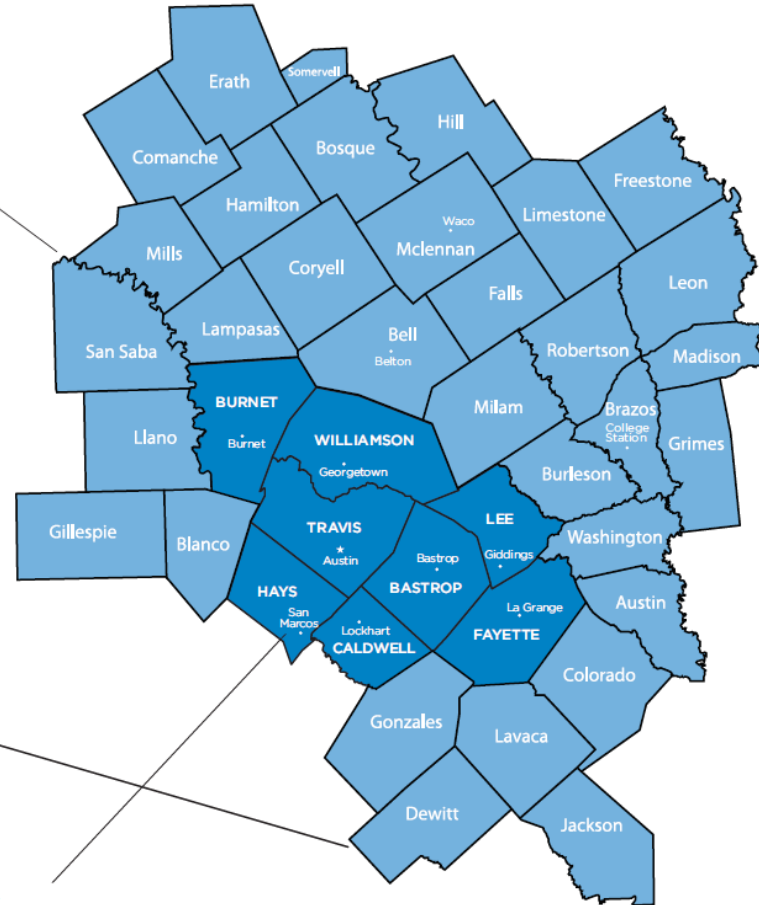 Erath
Somervell
Hill
Bosque
Comanche
Freestone
Hamilton
Limestone
Waco
Mclennan
Mills
Coryell
Leon
Falls
Lampasas
Bell
Belton
San Saba
Robertson
Madison
BURNET
Burnet
Milam
Brazos
College
Station
Llano
WILLIAMSON
Georgetown
Grimes
Burleson
Gillespie
Blanco
TRAVIS
Austin
LEE
Giddings
Washington
Bastrop
BASTROP
HAYS
San
Marcos
La Grange
FAYETTE
Austin
Lockhart
CALDWELL
Colorado
Gonzales
Lavaca
Dewitt
Jackson